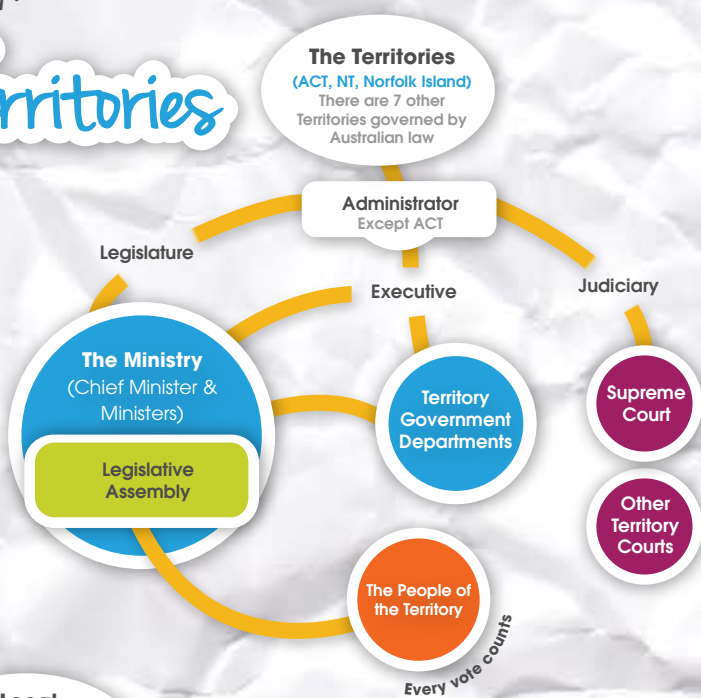 The Territories
(ACT, NT, Norfolk Island)
There are 7 other
Territories governed by
Australian law
Administrator
Except ACT
Legislature
Executive
Judiciary
The Ministry
(Chief Minister &
Ministers)
Legislative
Assembly
Territory
Government
Departments
Supreme
Court
Other
Territory
Courts
The People of
the Territory
Every vote counts